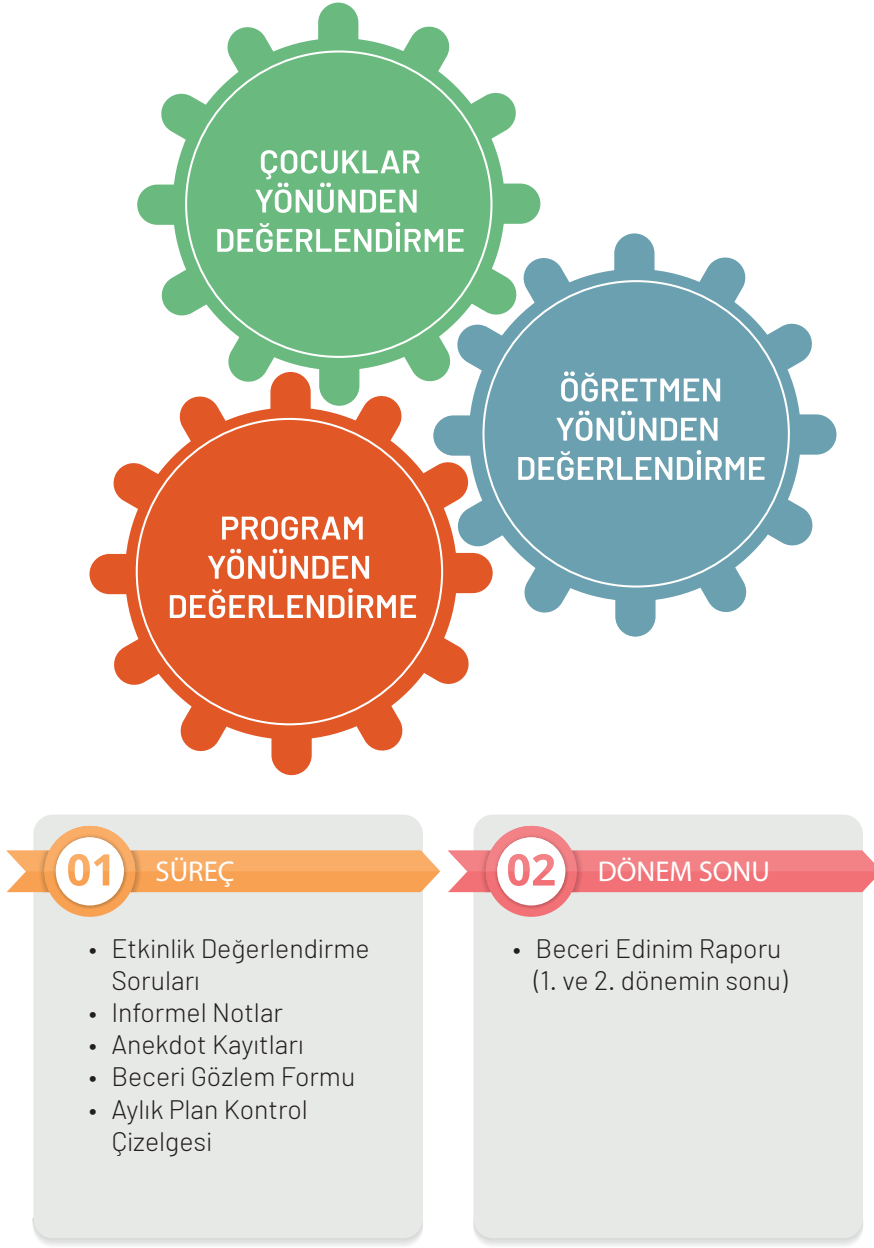 ÇOCUKLAR
YÖNÜNDEN
DEĞERLENDİRME
ÖĞRETMEN
YÖNÜNDEN
DEĞERLENDİRME
PROGRAM
YÖNÜNDEN
DEĞERLENDİRME
01 SÜREÇ
• Etkinlik Değerlendirme
Soruları
• Informel Notlar
• Anekdot Kayıtları
• Beceri Gözlem Formu
• Aylık Plan Kontrol
Çizelgesi
02 DÖNEM SONU
• Beceri Edinim Raporu
(1. ve 2. dönemin sonu)